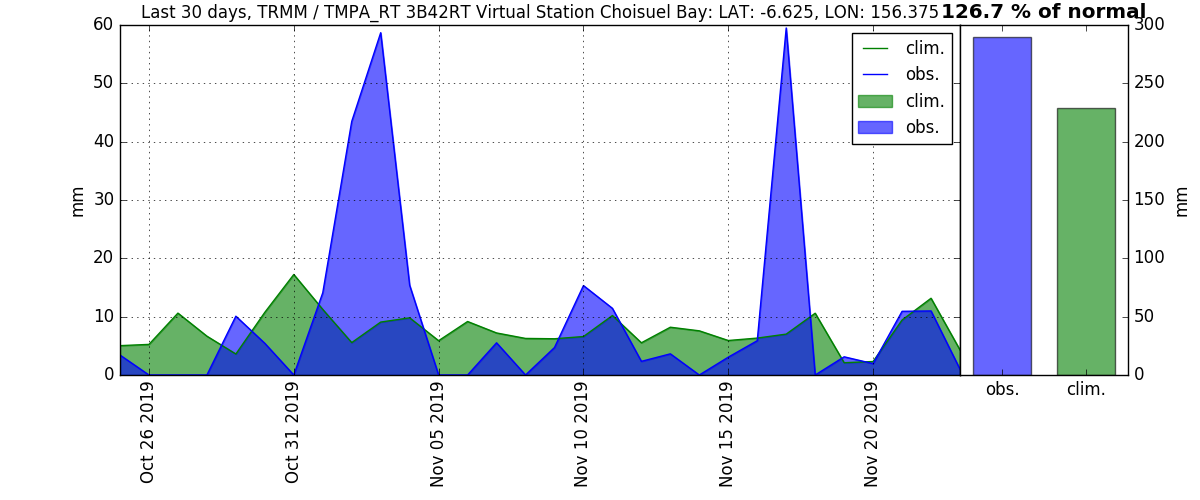 Last 30 days, TRMM / TMPA_RT 3B42RT Virtual Station Choisuel Bay: LAT: -6.625, LON: 156.375
126.7 % of normal
60
50
40
30
20
10
0
mm
clim.
obs.
clim.
obs.
Oct 26 2019
Oct 31 2019
Nov 05 2019
Nov 10 2019
Nov 15 2019
Nov 20 2019
300
250
200
150
100
50
0
mm
obs.
clim.